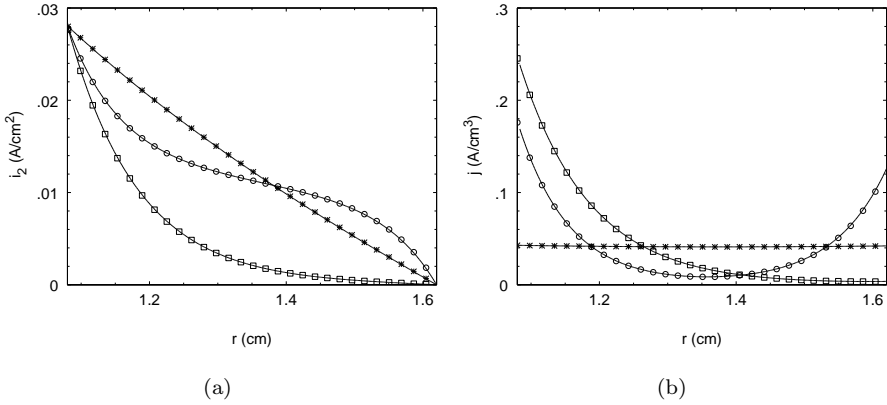 .03
.02
.01
0
i2 (A/cm2)
1.2
1.4
1.6
r (cm)
(a)
.3
.2
.1
0
j (A/cm3)
1.2
1.4
1.6
r (cm)
(b)